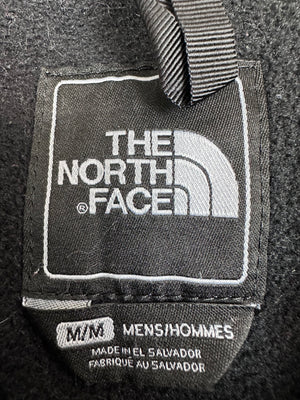 THE
NORTH
®FACE
M/M MENS/HOMMES
MADE IN EL SALVADOR
FABRIQUÉ AU SALVADOR